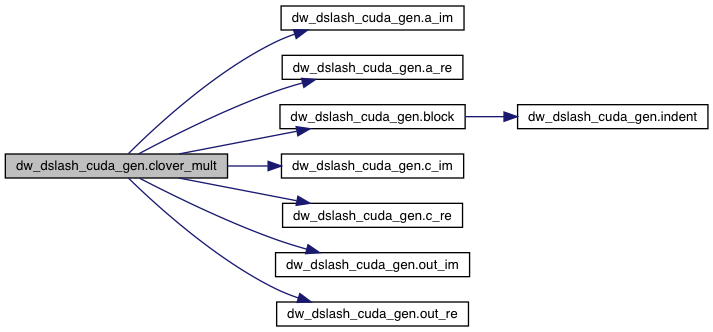 dw_dslash_cuda_gen.a_im
dw_dslash_cuda_gen.a_re
dw_dslash_cuda_gen.block
dw_dslash_cuda_gen.indent
dw_dslash_cuda_gen.clover_mult
dw_dslash_cuda_gen.c_im
dw_dslash_cuda_gen.c_re
dw_dslash_cuda_gen.out_im
dw_dslash_cuda_gen.out_re